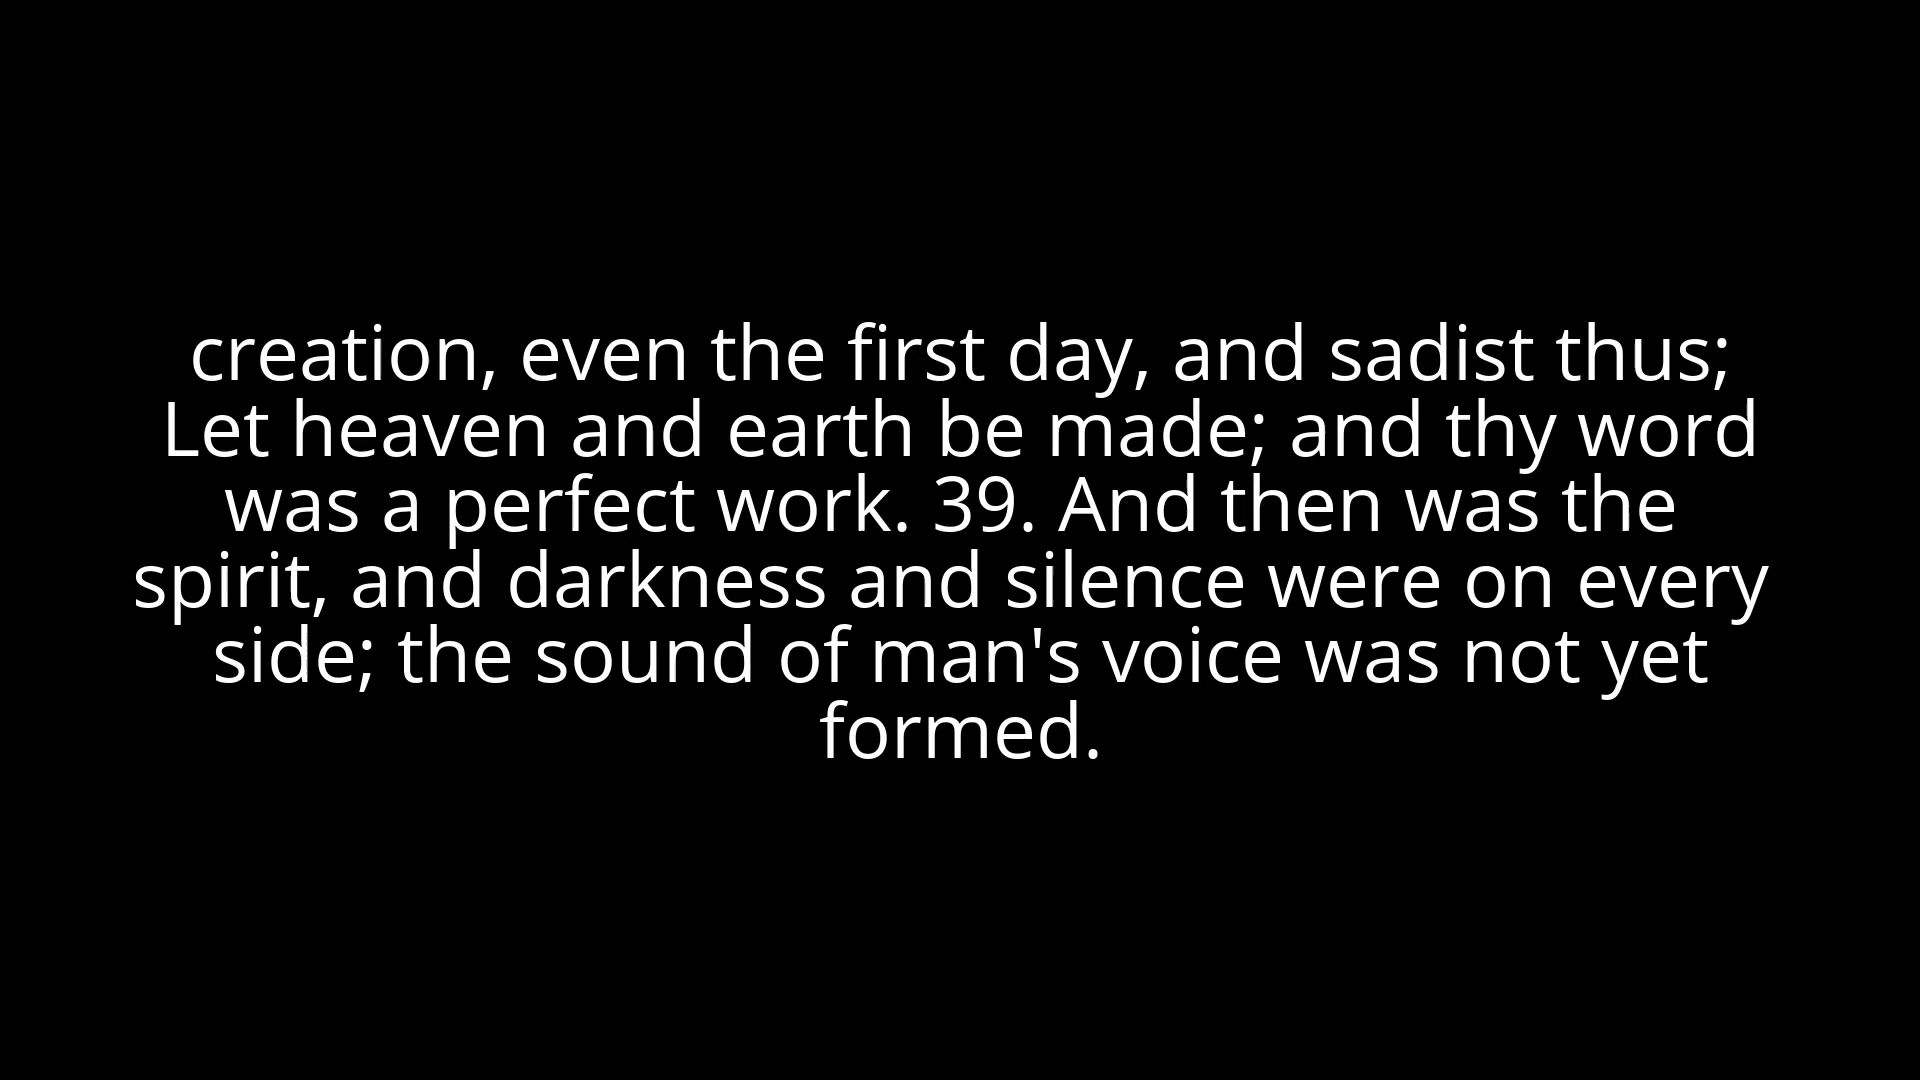 creation, even the first day, and sadist thus;
Let heaven and earth be made; and thy word
was a perfect work. 39. And then was the
spirit, and darkness and silence were on every
side; the sound of man's voice was not yet
formed.